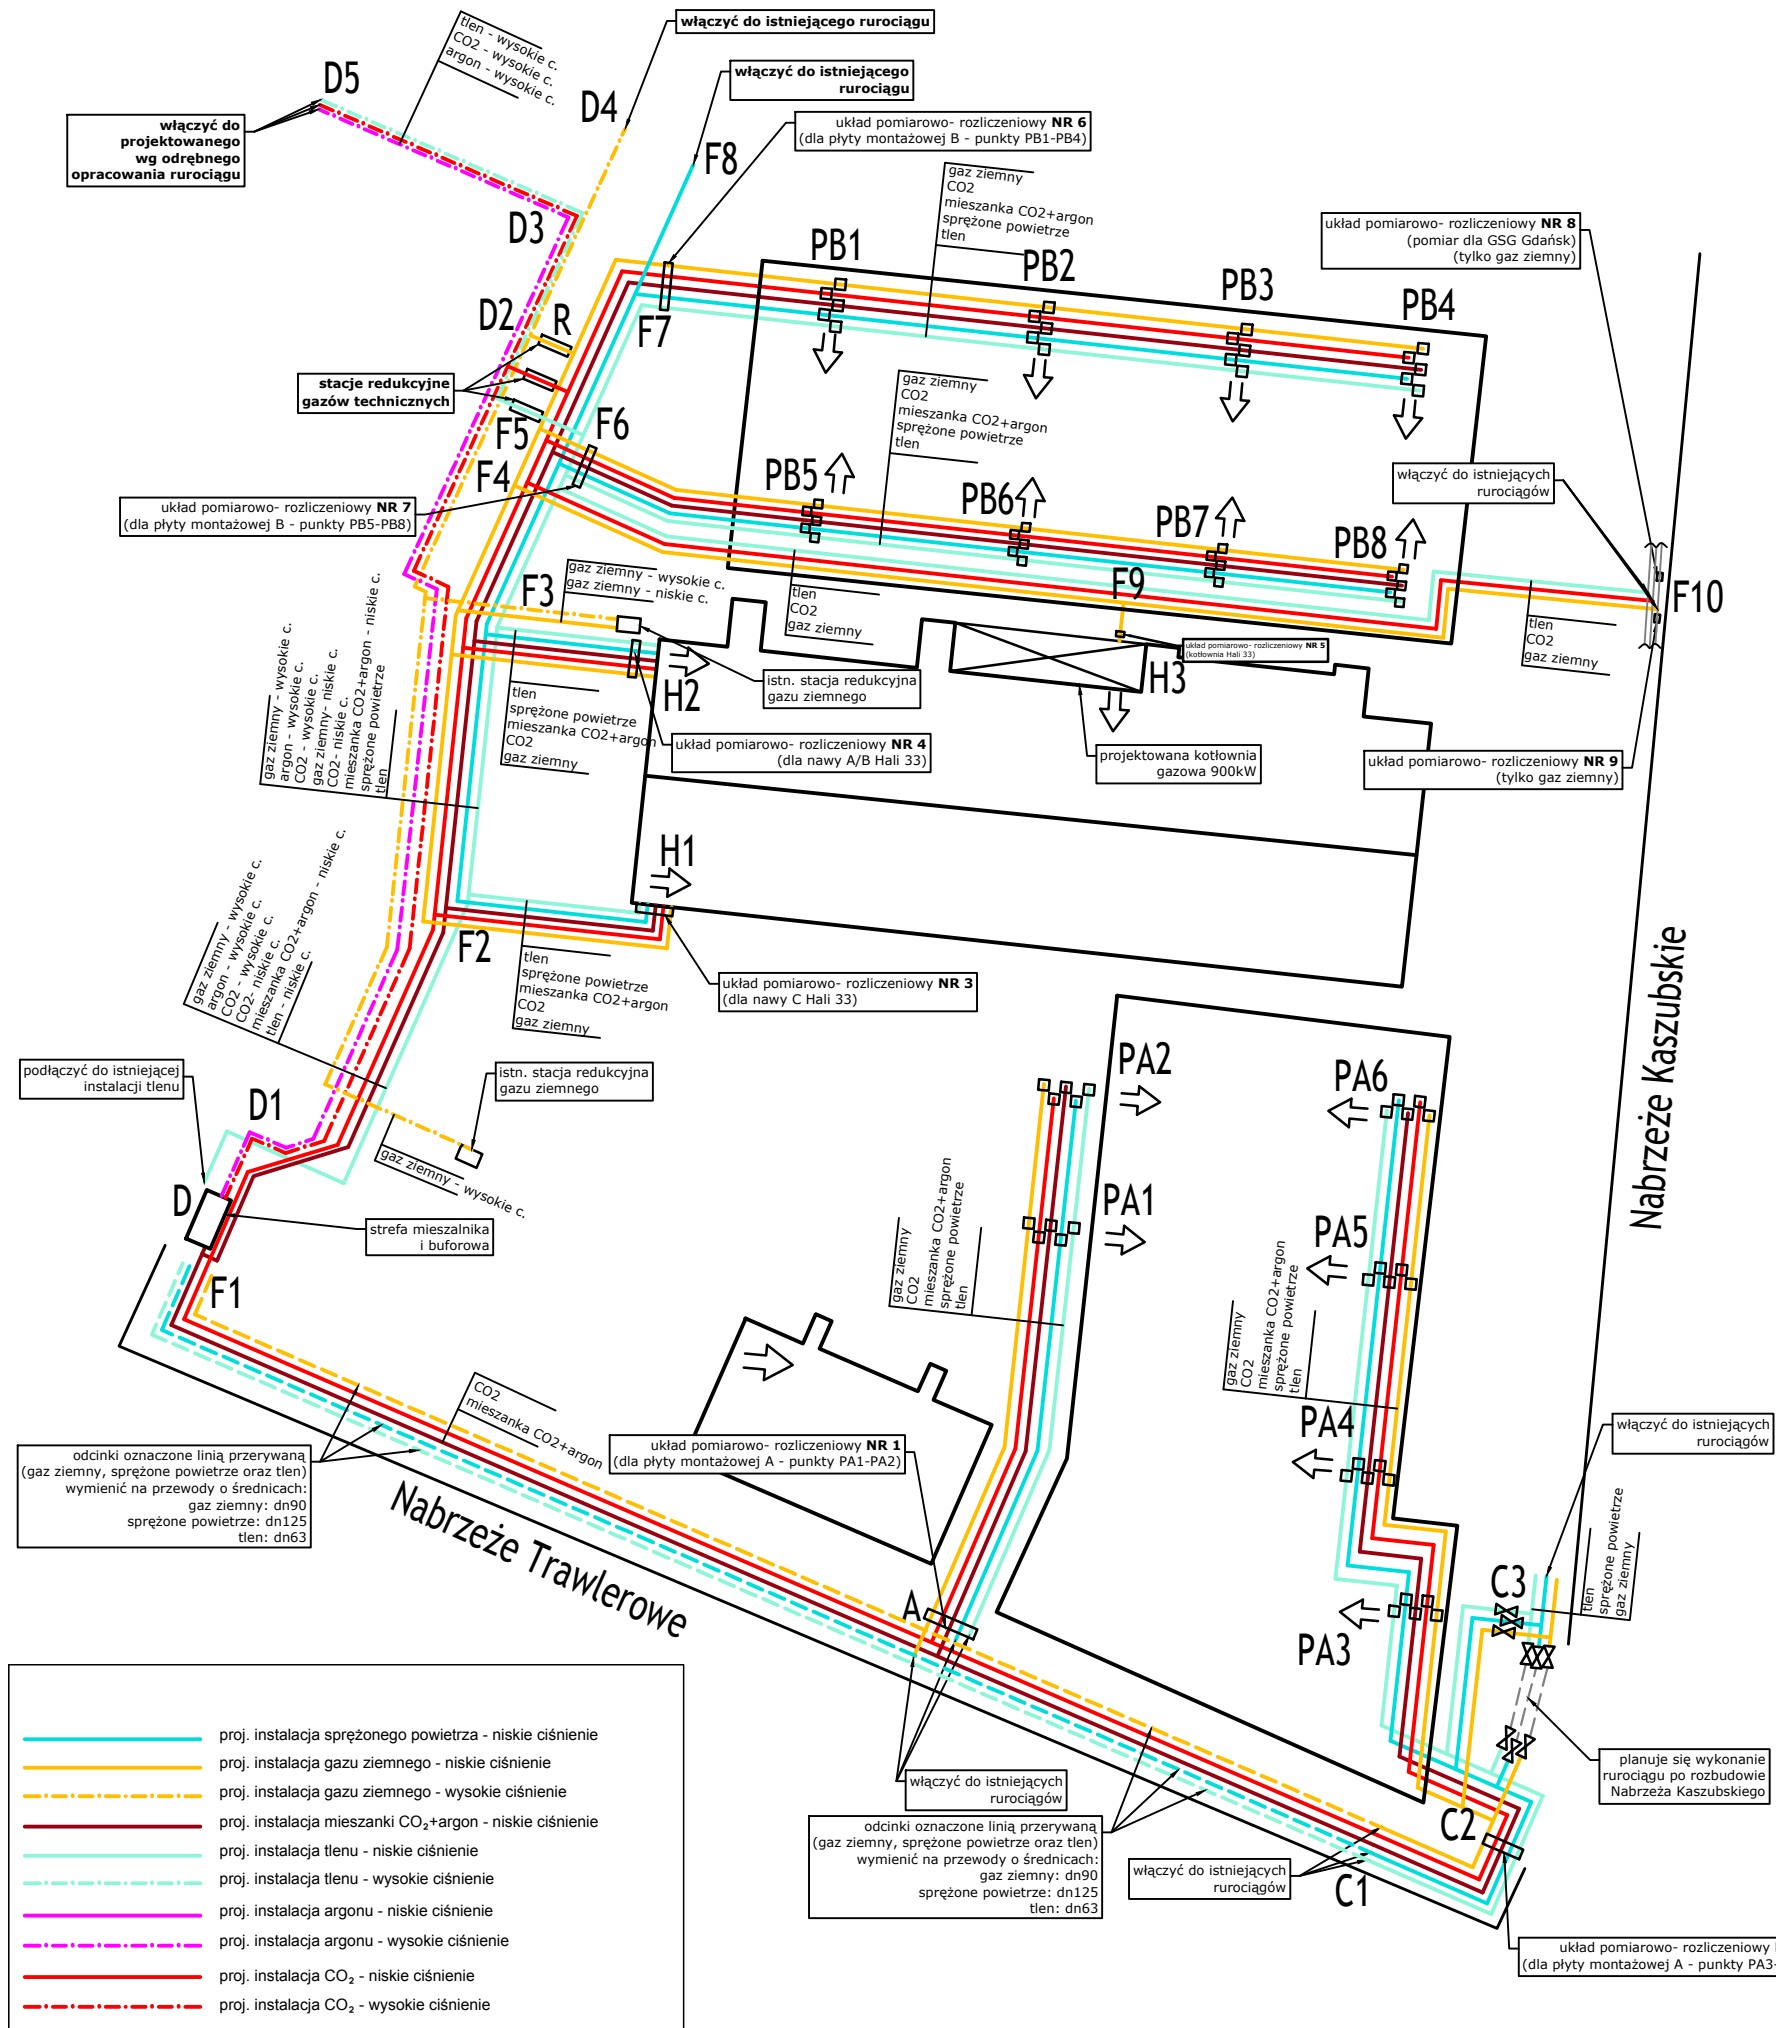 włączyć do istniejącego rurociągu
tlen - wysokie c.
CO2 - wysokie c.
argon - wysokie c.
D5
D4
włączyć do istniejącego
rurociągu
włączyć do
projektowanego
wg odrębnego
opracowania rurociągu
układ pomiarowo- rozliczeniowy NR 6
(dla płyty montażowej B - punkty PB1-PB4)
F8
D3
gaz ziemny
CO2
mieszanka CO2+argon
sprężone powietrze
tlen
układ pomiarowo- rozliczeniowy NR 8
(pomiar dla GSG Gdańsk)
(tylko gaz ziemny)
PB1
PB2
PB3
PB4
D2
R
F7
stacje redukcyjne
gazów technicznych
F5
F6
F4
gaz ziemny
CO2
mieszanka CO2+argon
sprężone powietrze
tlen
włączyć do istniejących
rurociągów
PB5
PB6
PB7
PB8
układ pomiarowo- rozliczeniowy NR 7
(dla płyty montażowej B - punkty PB5-PB8)
F3
gaz ziemny - wysokie c.
gaz ziemny - niskie c.
tlen
CO2
gaz ziemny
F9
F10
tlen
CO2
gaz ziemny
układ pomiarowo- rozliczeniowy NR 5
(kotłownia Hali 33)
H2
H3
istn. stacja redukcyjna
gazu ziemnego
gaz ziemny - wysokie c.
argon - wysokie c.
CO2 - wysokie c.
gaz ziemny- niskie c.
CO2- niskie c.
mieszanka CO2+argon - niskie c.
sprężone powietrze
tlen
tlen
sprężone powietrze
mieszanka CO2+argon
CO2
gaz ziemny
układ pomiarowo- rozliczeniowy NR 4
(dla nawy A/B Hali 33)
projektowana kotłownia
gazowa 900kW
układ pomiarowo- rozliczeniowy NR 9
(tylko gaz ziemny)
H1
gaz ziemny - wysokie c.
argon - wysokie c.
CO2 - wysokie c.
CO2- niskie c.
mieszanka CO2+argon - niskie c.
tlen - niskie c.
F2
tlen
sprężone powietrze
mieszanka CO2+argon
CO2
gaz ziemny
układ pomiarowo- rozliczeniowy NR 3
(dla nawy C Hali 33)
Nabrzeże Kaszubskie
podłączyć do istniejącej
instalacji tlenu
istn. stacja redukcyjna
gazu ziemnego
D1
gaz ziemny - wysokie c.
D
strefa mieszalnika
i buforowa
F1
PA2
PA6
PA1
PA5
gaz ziemny
CO2
mieszanka CO2+argon
sprężone powietrze
tlen
gaz ziemny
CO2
mieszanka CO2+argon
sprężone powietrze
tlen
CO2
mieszanka CO2+argon
PA4
włączyć do istniejących
rurociągów
odcinki oznaczone linią przerywaną
(gaz ziemny, sprężone powietrze oraz tlen)
wymienić na przewody o średnicach:
gaz ziemny: dn90
sprężone powietrze: dn125
tlen: dn63
układ pomiarowo- rozliczeniowy NR 1
(dla płyty montażowej A - punkty PA1-PA2)
Nabrzeże Trawlerowe
tlen
sprężone powietrze
gaz ziemny
C3
A
PA3
włączyć do istniejących
rurociągów
planuje się wykonanie
rurociągu po rozbudowie
Nabrzeża Kaszubskiego
odcinki oznaczone linią przerywaną
(gaz ziemny, sprężone powietrze oraz tlen)
wymienić na przewody o średnicach:
gaz ziemny: dn90
sprężone powietrze: dn125
tlen: dn63
C2
włączyć do istniejących
rurociągów
C1
układ pomiarowo- rozliczeniowy
(dla płyty montażowej A - punkty PA3-
proj. instalacja sprężonego powietrza - niskie ciśnienie
proj. instalacja gazu ziemnego - niskie ciśnienie
proj. instalacja gazu ziemnego - wysokie ciśnienie
proj. instalacja mieszanki CO₂+argon - niskie ciśnienie
proj. instalacja tlenu - niskie ciśnienie
proj. instalacja tlenu - wysokie ciśnienie
proj. instalacja argonu - niskie ciśnienie
proj. instalacja argonu - wysokie ciśnienie
proj. instalacja CO₂ - niskie ciśnienie
proj. instalacja CO₂ - wysokie ciśnienie